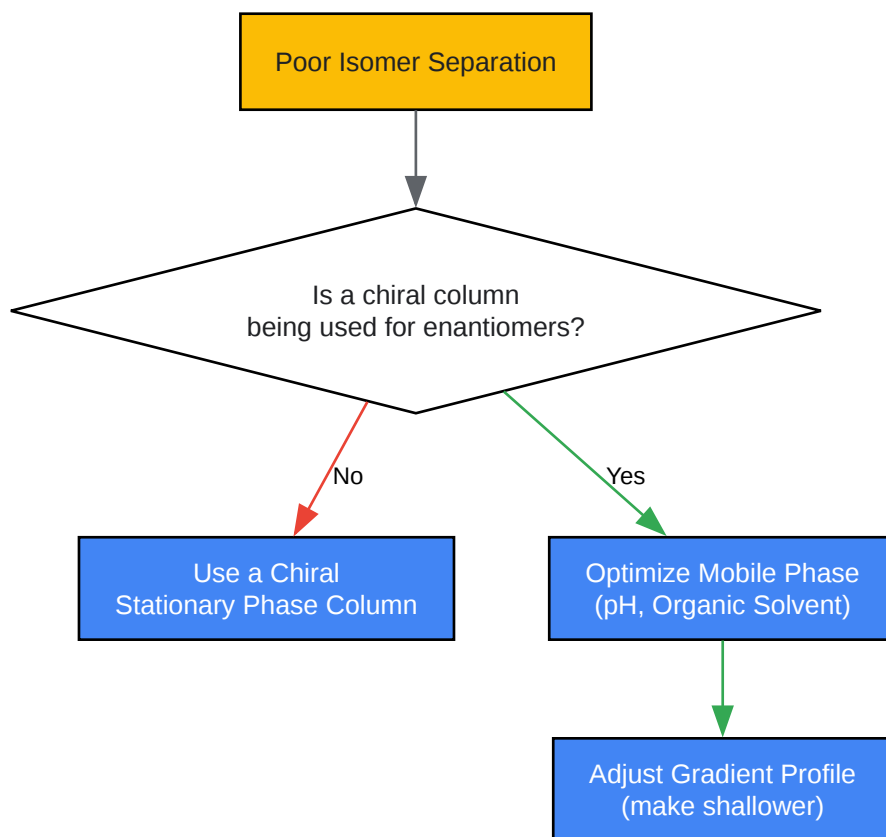 Poor Isomer Separation
Is a chiral column
being used for enantiomers?
No
Yes
Use a Chiral
Stationary Phase Column
Optimize Mobile Phase
(pH, Organic Solvent)
Adjust Gradient Profile
(make shallower)